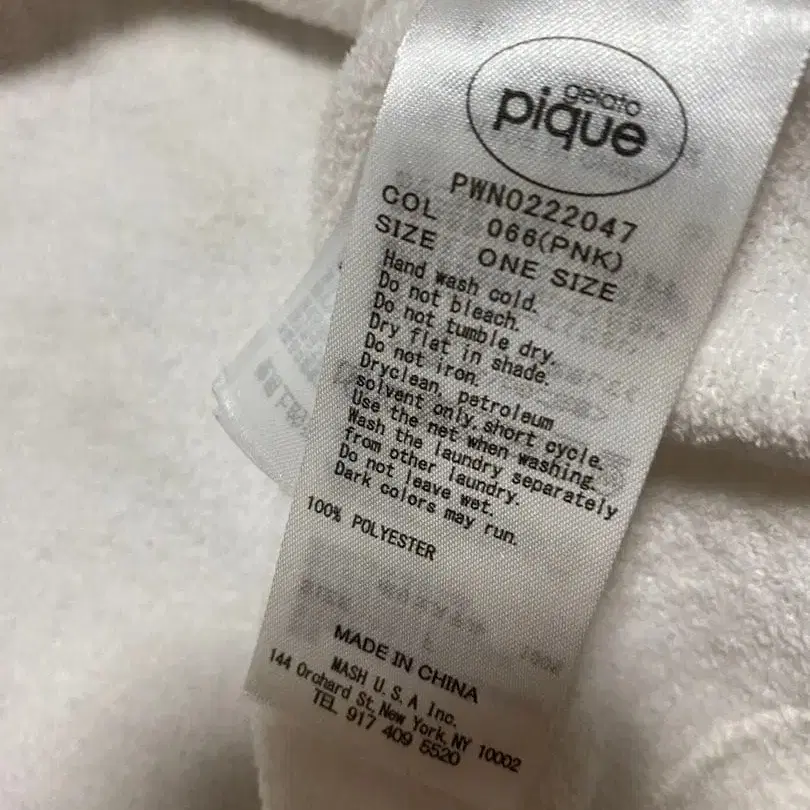 gelato
pique
PWNO222047
COL 066(PNK)
SIZE ONE SIZE
Hand wash cold.
Do not bleach.
Do not tumble dry.
Dry flat in shade.
Do not iron.
Dryclean, petroleum
solvent only. short cycle.
Use the net when washing.
Wash the laundry separately
from other laundry.
Do not leave wet.
Dark colors may run.
100% POLYESTER
MADE IN CHINA
MASH U.S.A Inc.
144 Orchard St, New York, NY 10002
TEL 917 409 5520